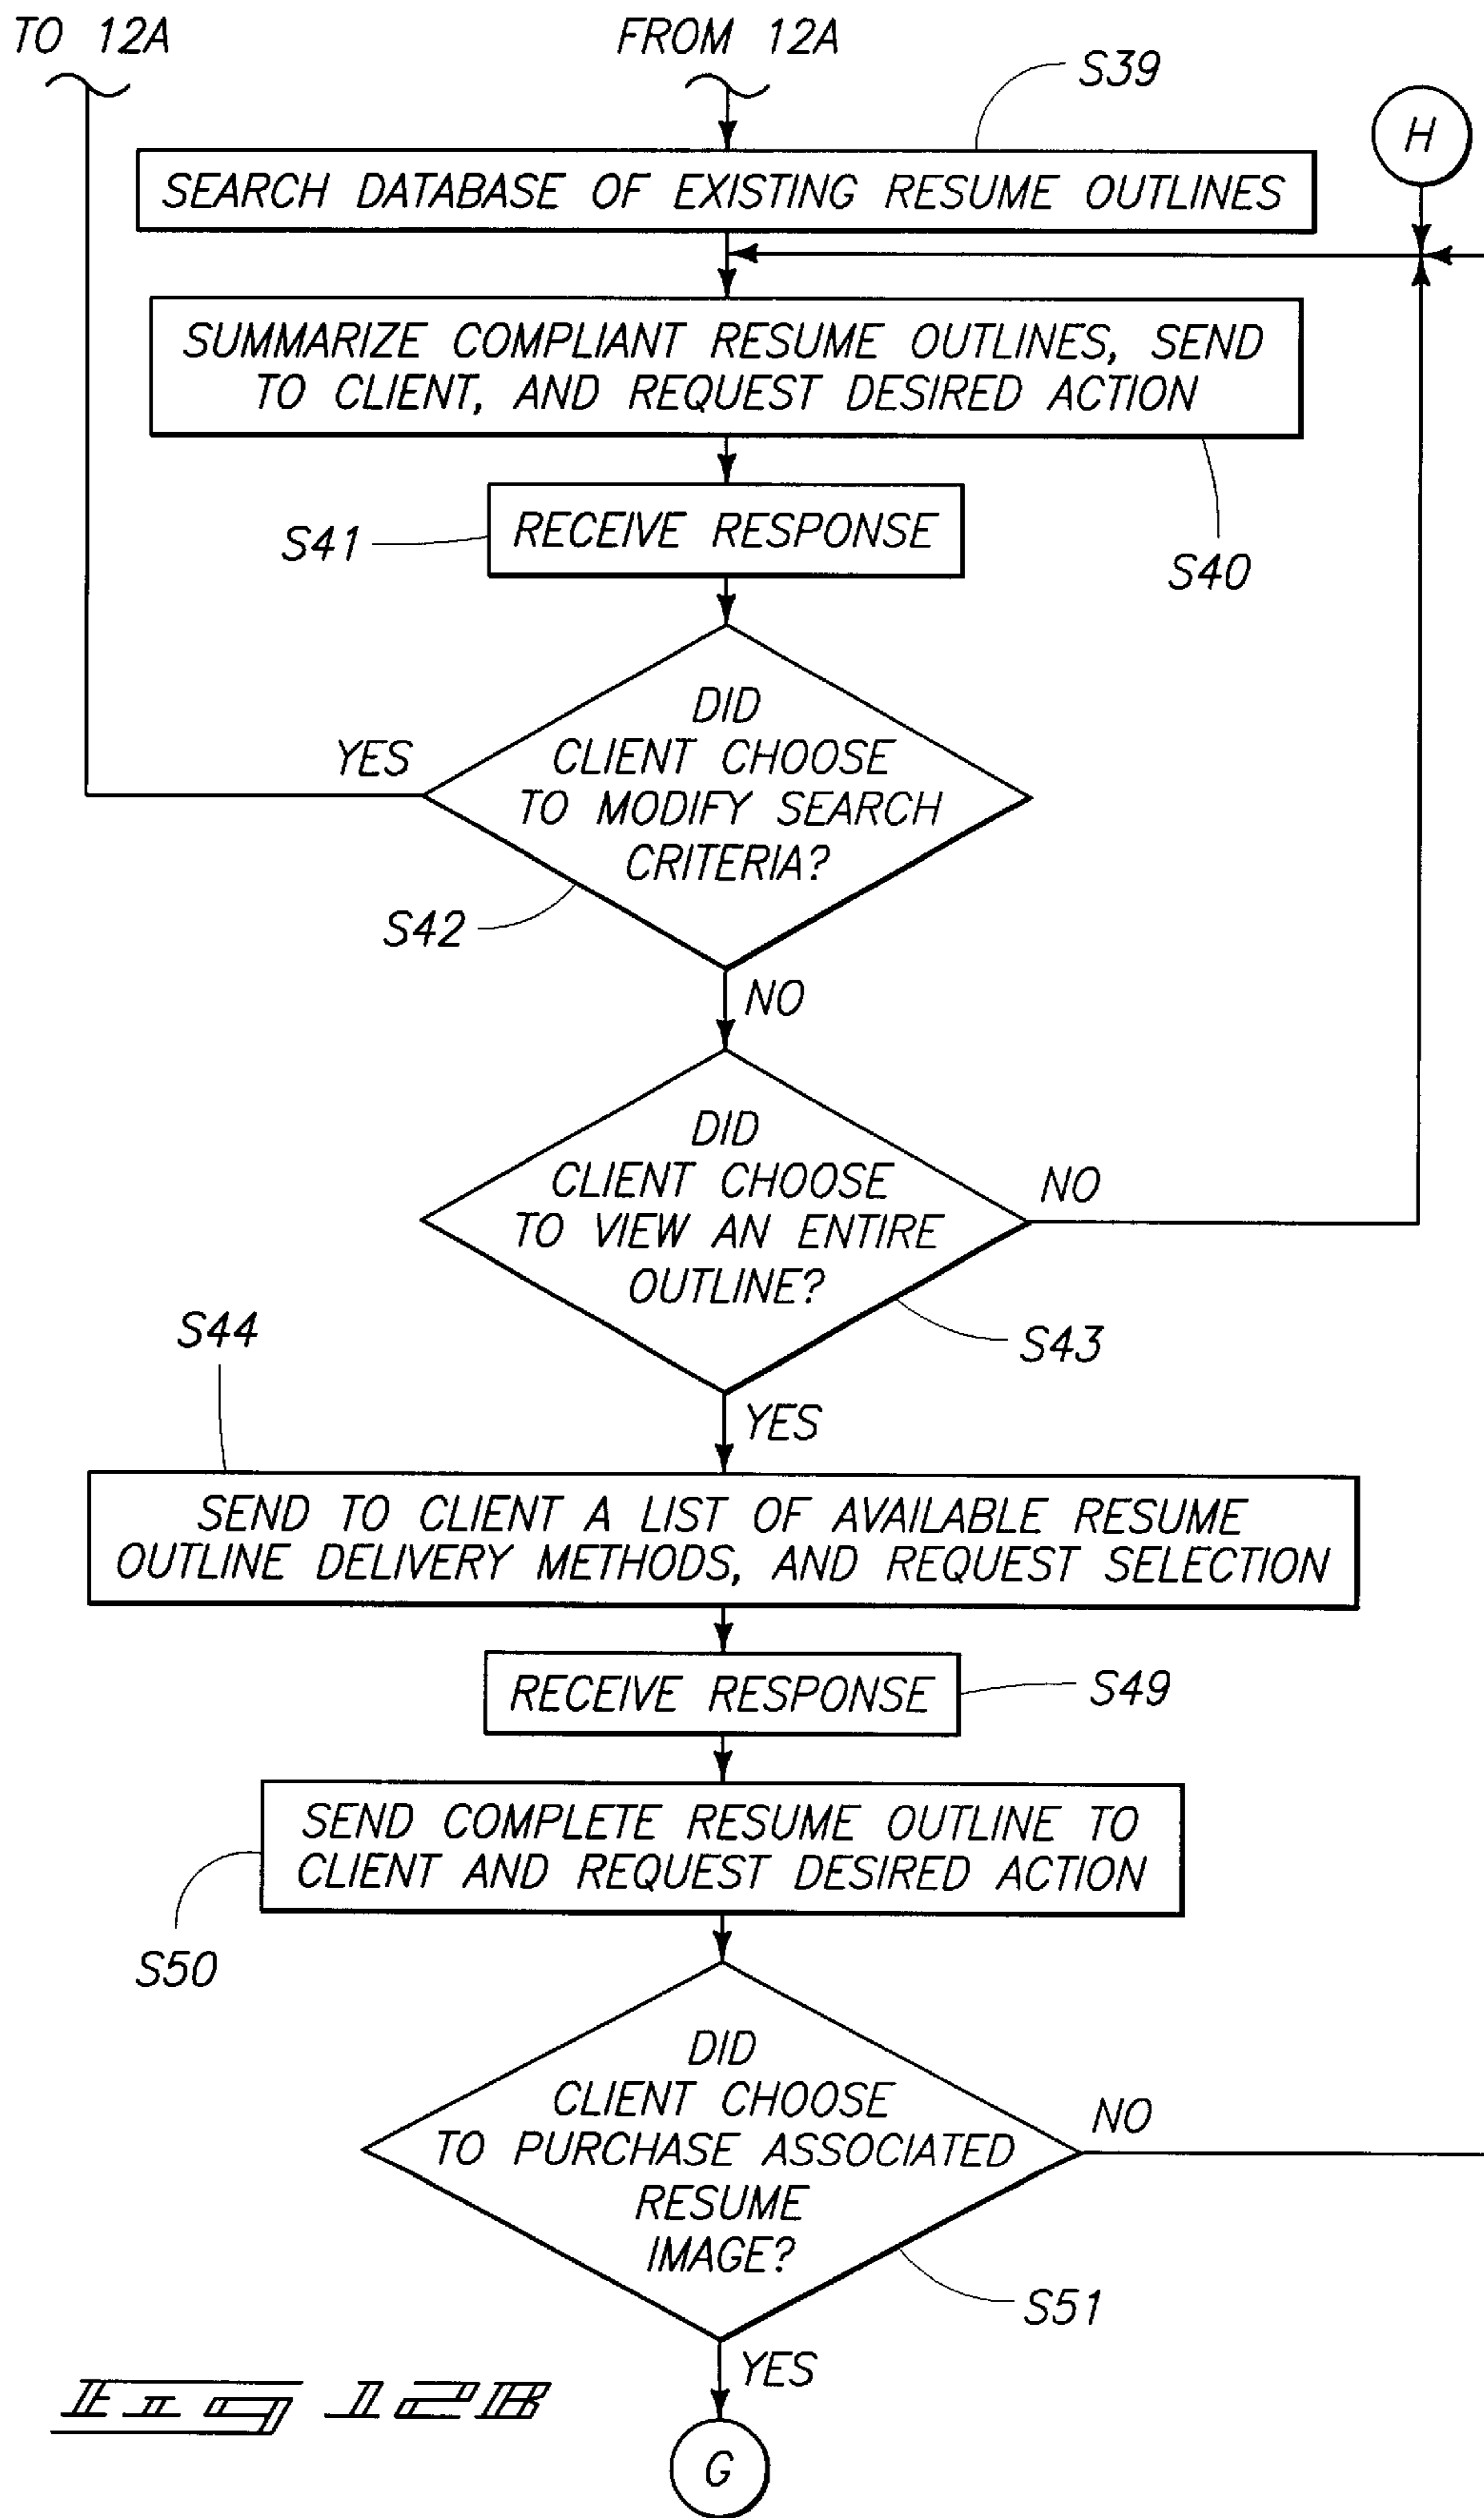 TO 12A
FROM 12A
S39
H
SEARCH DATABASE OF EXISTING RESUME OUTLINES
SUMMARIZE COMPLIANT RESUME OUTLINES, SEND
TO CLIENT, AND REQUEST DESIRED ACTION
S40
S41
RECEIVE RESPONSE
DID
CLIENT CHOOSE
TO MODIFY SEARCH
CRITERIA?
YES
S42
NO
DID
CLIENT CHOOSE
TO VIEW AN ENTIRE
OUTLINE?
NO
S43
S44
YES
SEND TO CLIENT A LIST OF AVAILABLE RESUME
OUTLINE DELIVERY METHODS, AND REQUEST SELECTION
RECEIVE RESPONSE
S49
SEND COMPLETE RESUME OUTLINE TO
CLIENT AND REQUEST DESIRED ACTION
S50
DID
CLIENT CHOOSE
TO PURCHASE ASSOCIATED
RESUME
IMAGE?
NO
S51
YES
G
Fig 12B